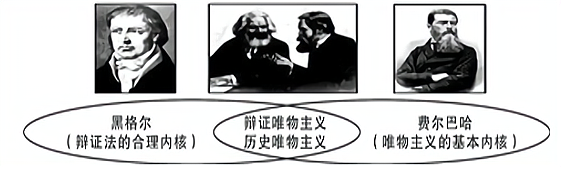 黑格尔
（辩证法的合理内核）
辩证唯物主义
历史唯物主义
费尔巴哈
（唯物主义的基本内核）